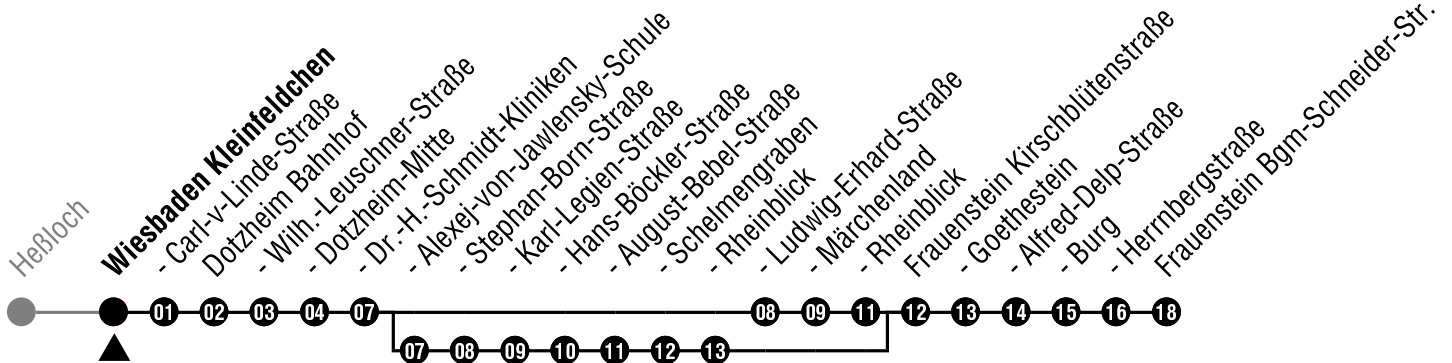 Heßloch
Wiesbaden Kleinfeldchen
- Carl-v-Linde-Straße
Dotzheim Bahnhof
- Wilh.-Leuschner-Straße
- Dotzheim-Mitte
- Dr.-H.-Schmidt-Kliniken
- Alexej-von-Jawlensky-Schule
- Stephan-Born-Straße
- Karl-Legien-Straße
- Hans-Böckler-Straße
- August-Bebel-Straße
- Schelmengraben
- Rheinblick
- Ludwig-Erhard-Straße
- Märchenland
- Rheinblick
Frauenstein Kirschblütenstraße
- Goethestein
- Alfred-Delp-Straße
- Burg
- Herrnbergstraße
Frauenstein Bgm-Schneider-Str.
01 02 03 04 07 08 09 11 12 13 14 15 16 18
07 08 09 10 11 12 13